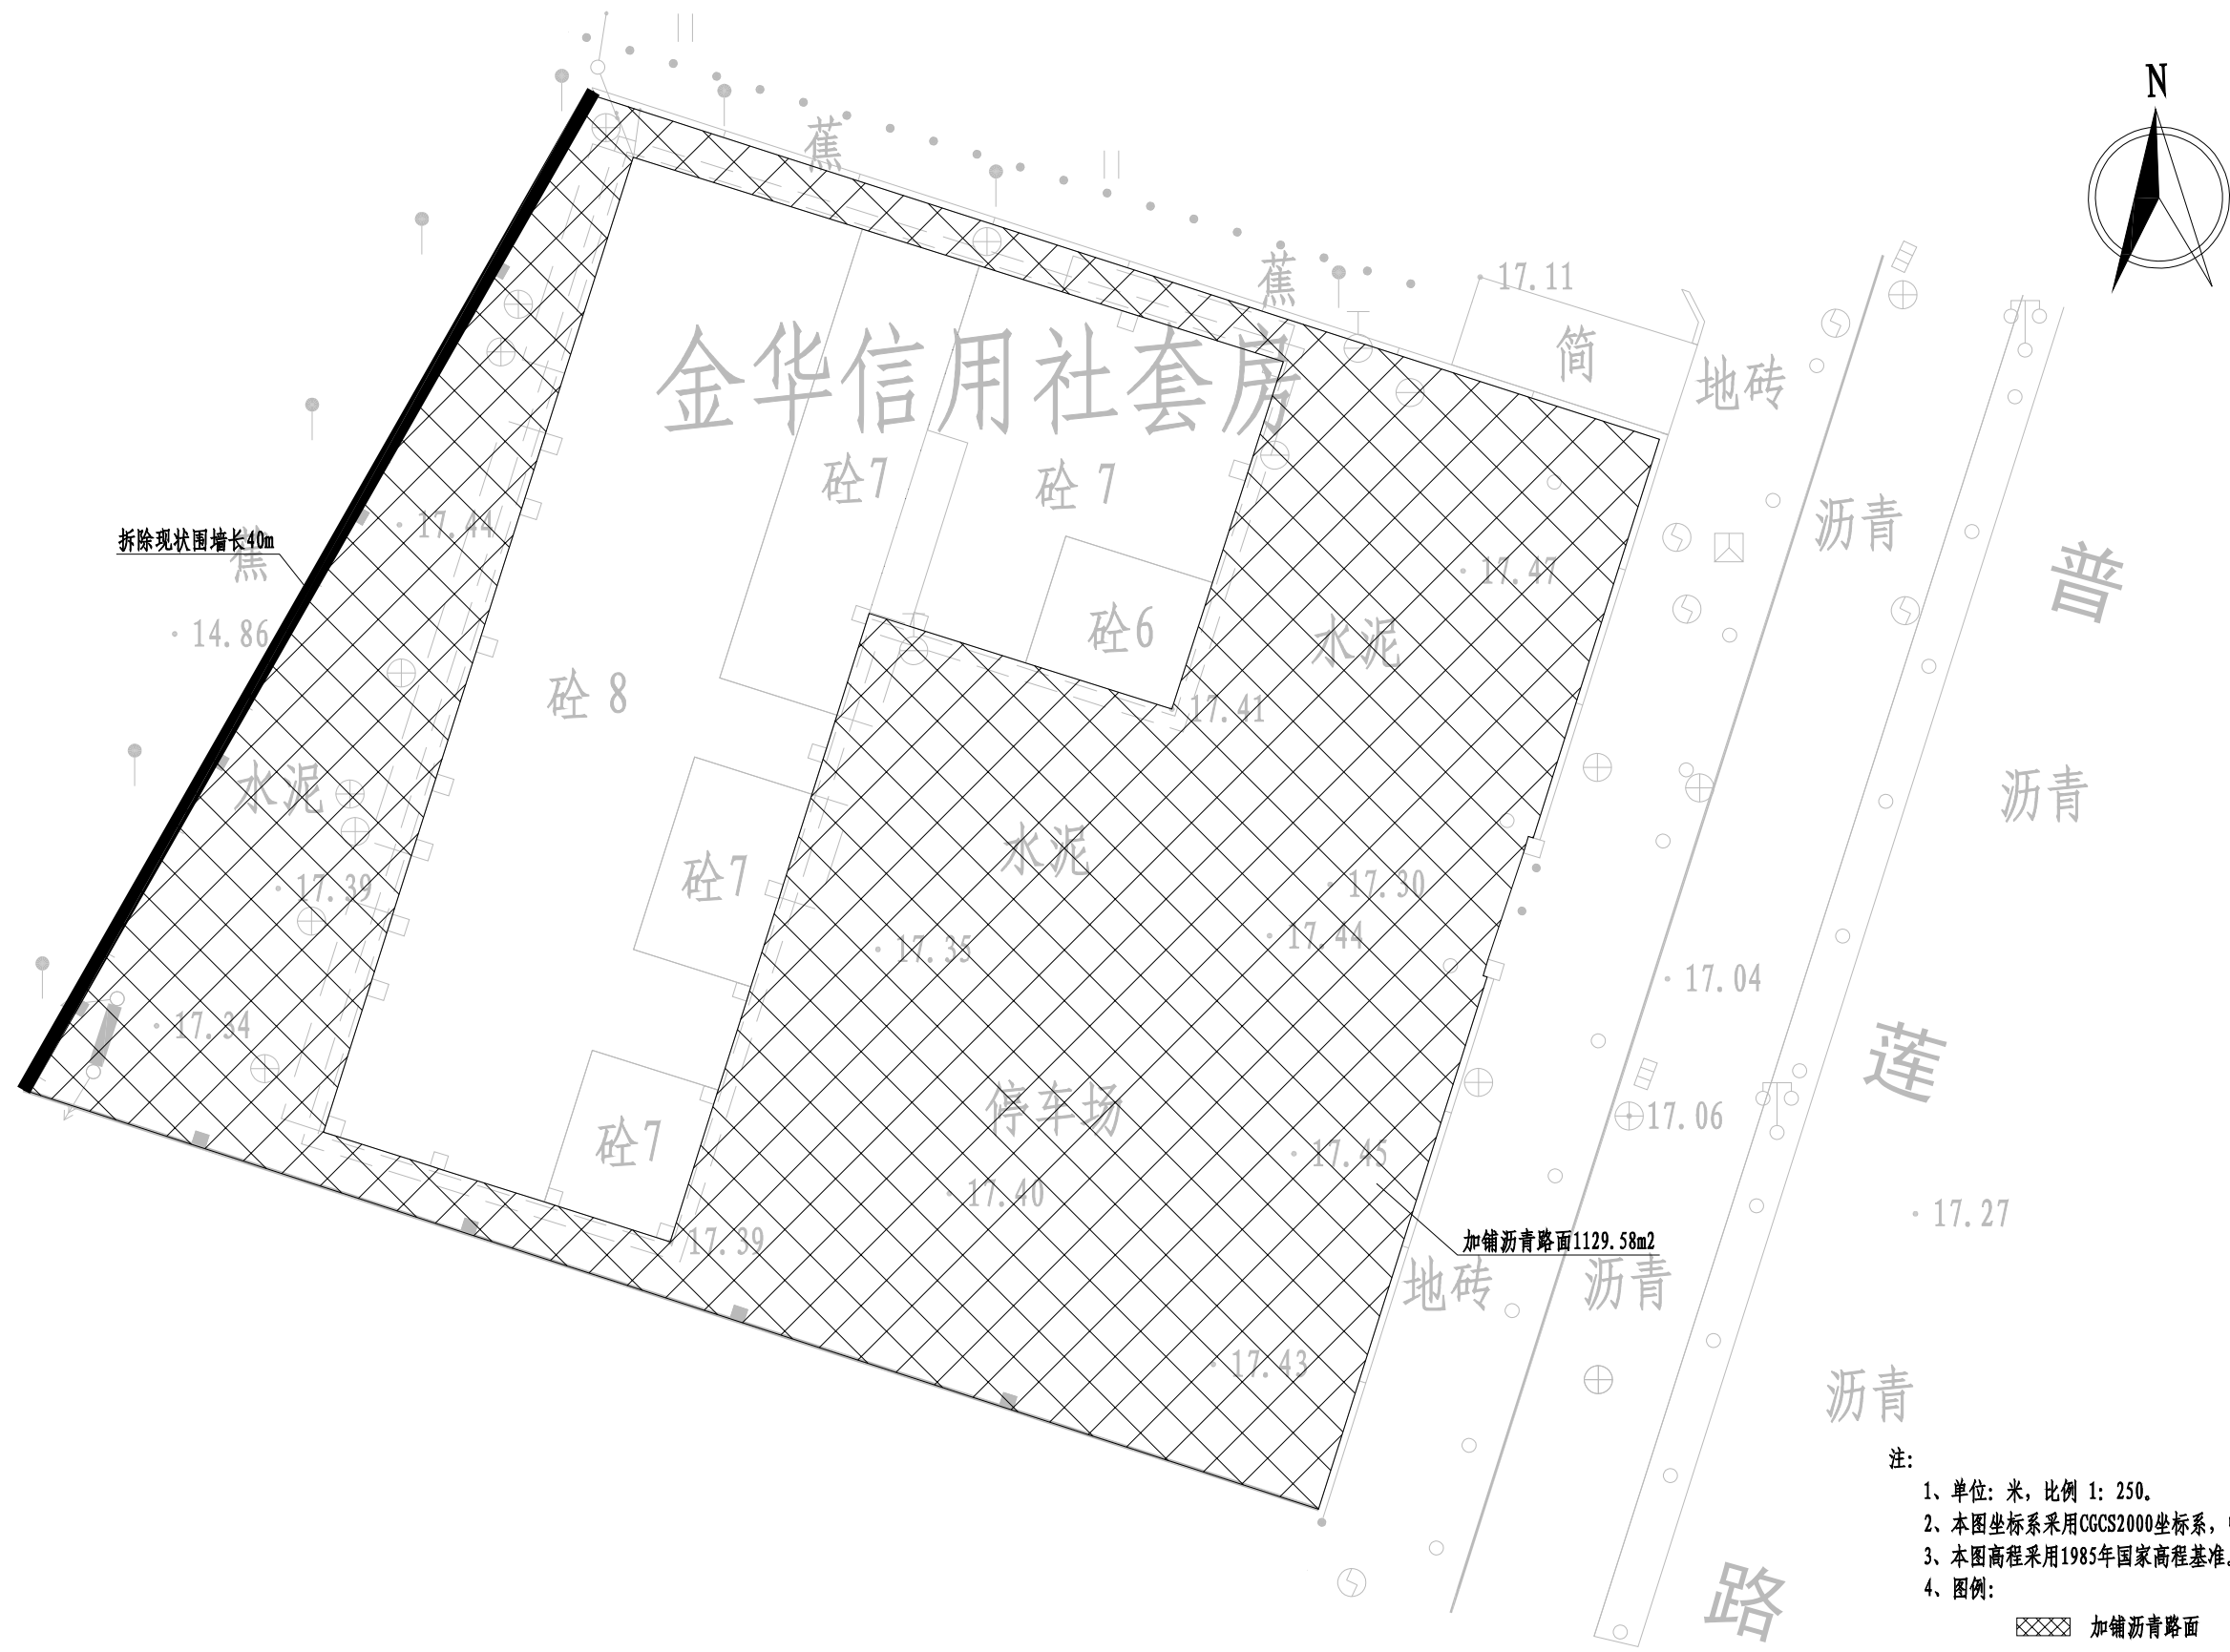 N
蕉
蕉
17.11
简
地砖
金华信用社套房
砼7
砼 7
沥青
普
17.44
拆除现状围墙长40m
蕉
17.47
14.86
砼6
水泥
砼 8
17.41
水泥
沥青
水泥
砼7
17.39
17.30
17.35
17.44
17.04
17.34
莲
停车场
17.06
砼7
17.45
17.40
17.27
17.39
加铺沥青路面1129.58m2
地砖
沥青
17.43
沥青
路
注：
1、单位：米，比例 1：250。
2、本图坐标系采用CGCS2000坐标系，
3、本图高程采用1985年国家高程基准。
4、图例：
加铺沥青路面